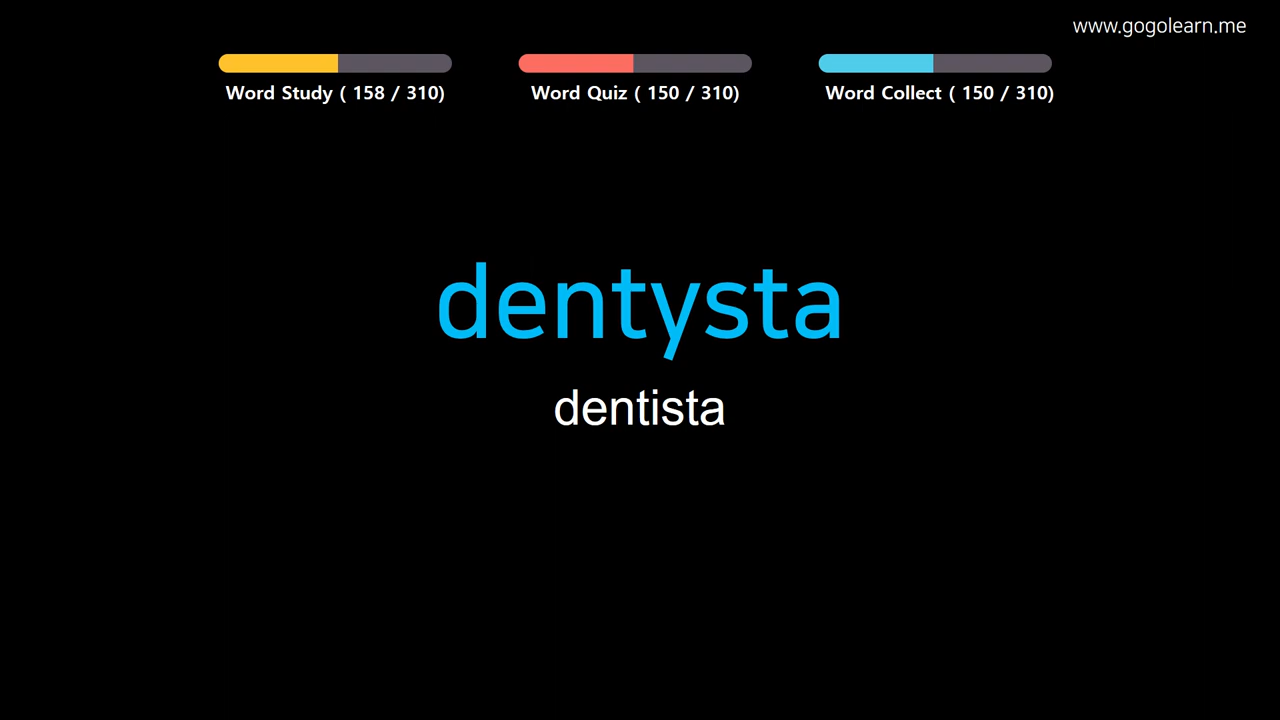 www.gogolearn.me
Word Study ( 158 / 310)
Word Quiz ( 150 / 310)
Word Collect ( 150 / 310)
dentysta
dentista